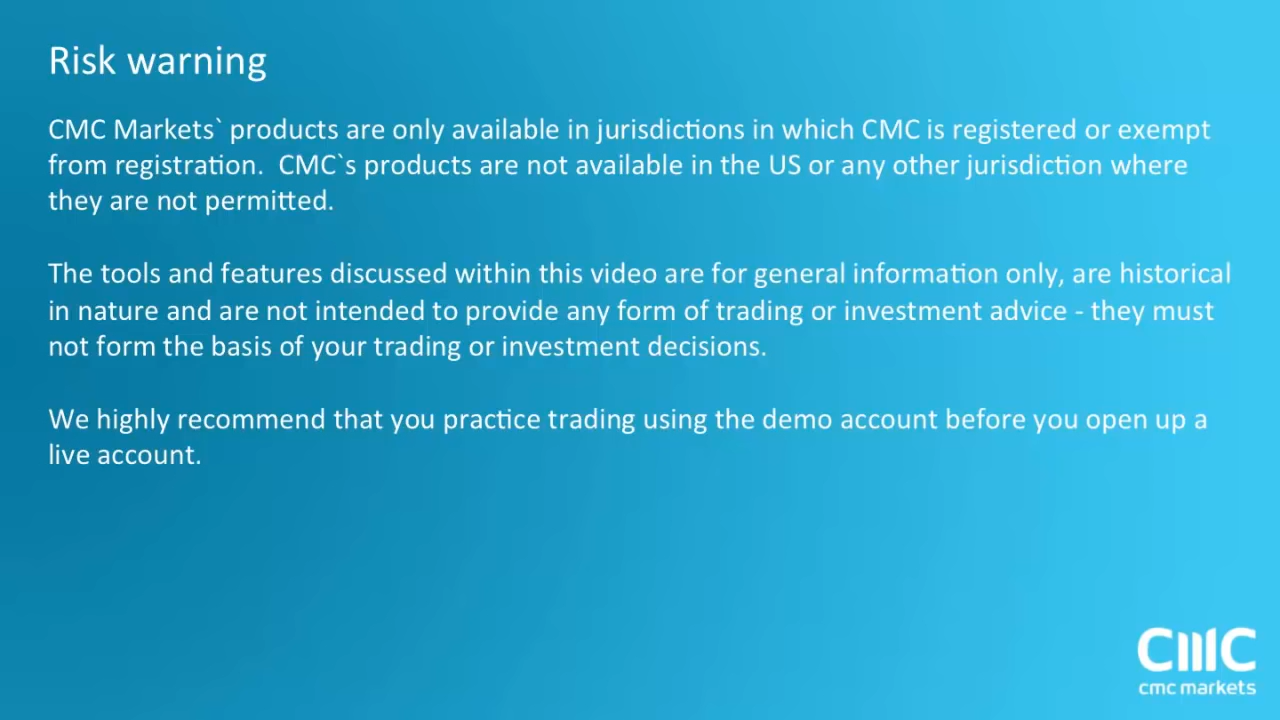 Risk warning
CMC Markets` products are only available in jurisdictions in which CMC is registered or exempt
from registration.  CMC`s products are not available in the US or any other jurisdiction where
they are not permitted.
The tools and features discussed within this video are for general information only, are historical
in nature and are not intended to provide any form of trading or investment advice - they must
not form the basis of your trading or investment decisions.
We highly recommend that you practice trading using the demo account before you open up a
live account.
CMC
cmc markets